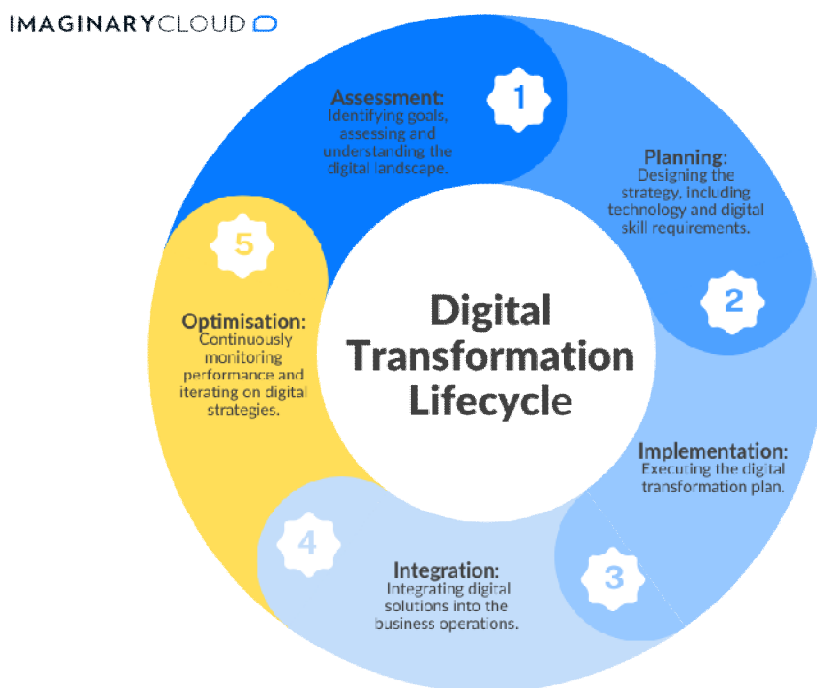 IMAGINARYCLOUD
1
Assessment:
Identifying goals,
assessing and
understanding the
digital landscape.
Planning:
Designing the
strategy, including
technology and digital
skill requirements.
2
Implementation:
Executing the digital
transformation plan.
3
Integration:
Integrating digital
solutions into the
business operations.
4
5
Optimisation:
Continuously
monitoring
performance and
iterating on digital
strategies.
Digital
Transformation
Lifecycle